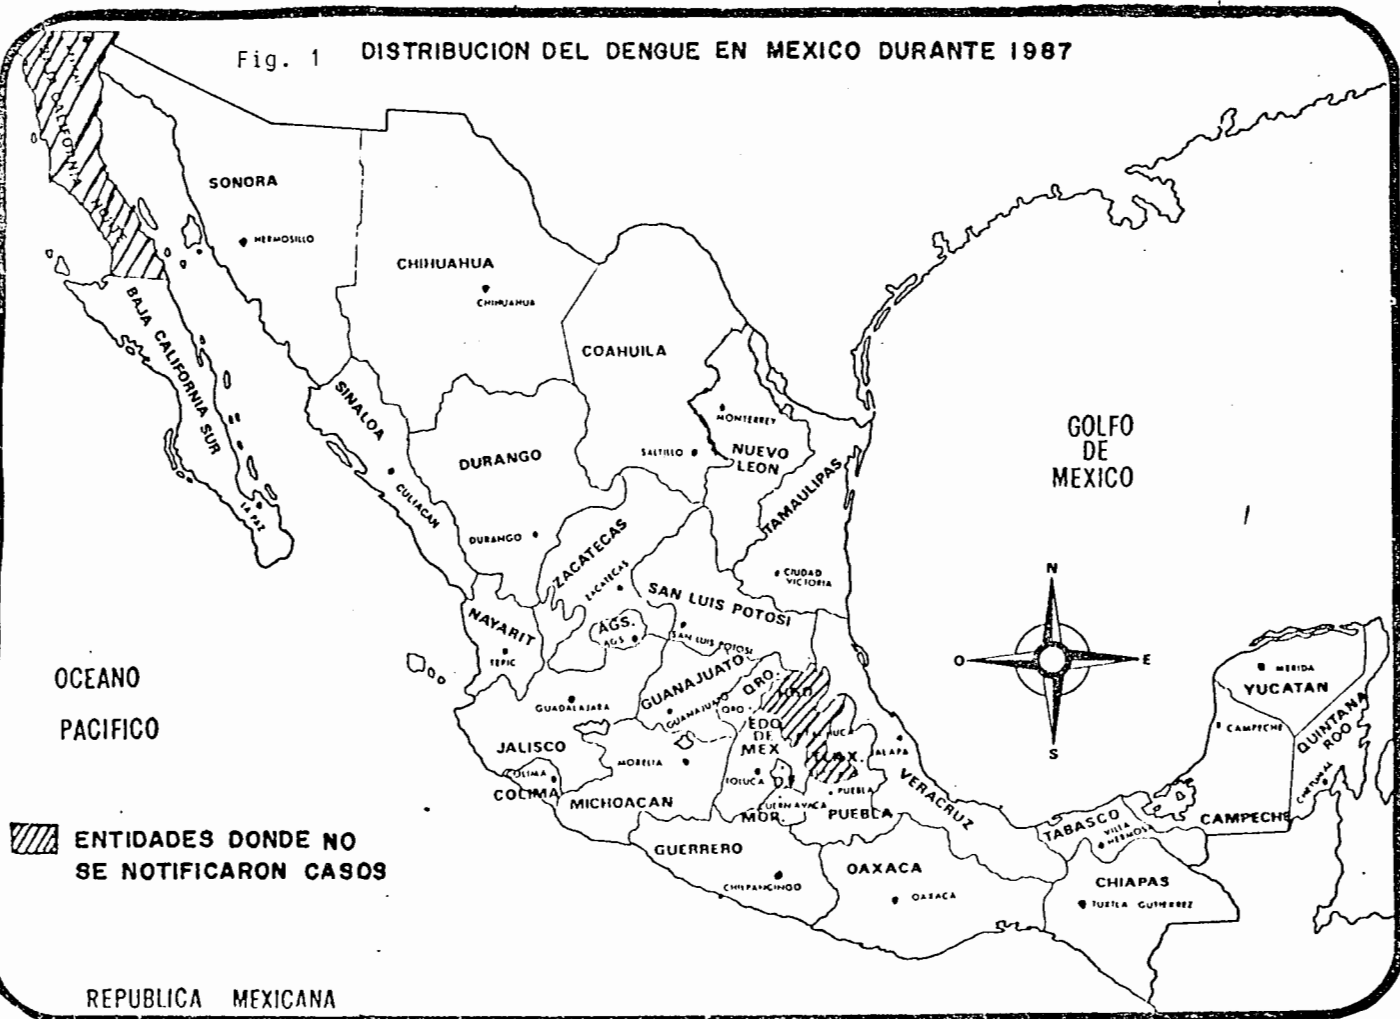 Fig. 1 DISTRIBUCION DEL DENGUE EN MEXICO DURANTE 1987
BAJA CALIFORNIA NORTE
SONORA
HERMOSILLO
CHIHUAHUA
CHIHUAHUA
COAHUILA
BAJA CALIFORNIA SUR
LA PAZ
SINALOA
CULIACAN
MONTERREY
NUEVO
LEON
SALTILLO
DURANGO
DURANGO
TAMAULIPAS
CIUDAD
VICTORIA
GOLFO
DE
MEXICO
ZACATECAS
ZACATECAS
SAN LUIS POTOSI
SAN LUIS POTOSI
AGS.
AGS
NAYARIT
TEPIC
N
O
E
S
OCEANO
PACIFICO
GUADALAJARA
JALISCO
GUANAJUATO
GUANAJUATO
QRO.
QRO
HGO.
EDO
DE
MEX
TOLUCA
D.F.
TLAX.
JALAPA
VERACRUZ
COLIMA
COLIMA
MORELIA
MICHOACAN
CUERNAVACA
MOR.
PUEBLA
PUEBLA
GUERRERO
CHILPANCINGO
OAXACA
OAXACA
TABASCO
VILLA
HERMOSA
CHIAPAS
TUXTLA GUTIERREZ
MERIDA
YUCATAN
CAMPECHE
CAMPECHE
QUINTANA
ROO
CHETUMAL
ENTIDADES DONDE NO
SE NOTIFICARON CASOS
REPUBLICA MEXICANA